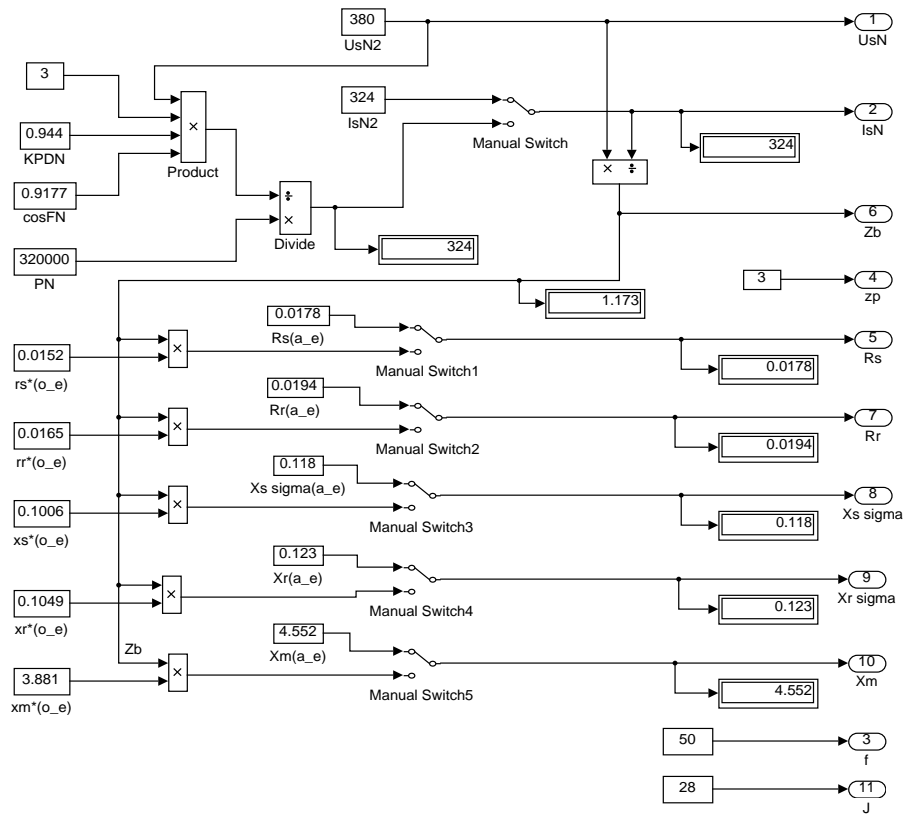 380
UsN2
1
UsN
3
0.944
KPDN
0.9177
cosFN
320000
PN
×
Product
÷
×
Divide
324
324
IsN2
Manual Switch
× ÷
324
2
IsN
6
Zb
1.173
3
4
zp
0.0152
rs*(o_e)
×
0.0178
Rs(a_e)
Manual Switch1
0.0178
5
Rs
0.0165
rr*(o_e)
×
0.0194
Rr(a_e)
Manual Switch2
0.0194
7
Rr
0.1006
xs*(o_e)
×
0.118
Xs sigma(a_e)
Manual Switch3
0.118
8
Xs sigma
0.1049
xr*(o_e)
×
0.123
Xr(a_e)
Manual Switch4
0.123
9
Xr sigma
Zb
3.881
xm*(o_e)
×
4.552
Xm(a_e)
Manual Switch5
4.552
10
Xm
50
3
f
28
11
J